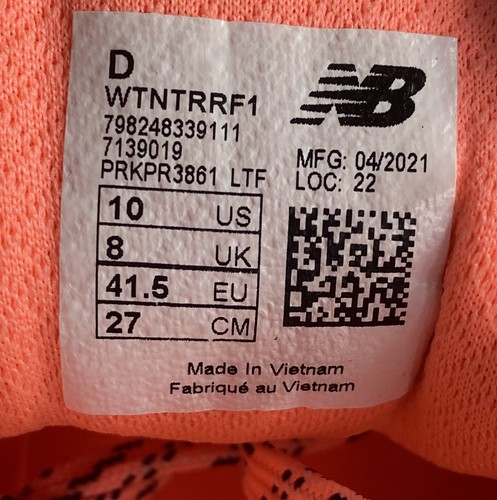 D
WTNTRRF1
798248339111
7139019
PRKPR3861 LTF
10 US
8 UK
41.5 EU
27 CM
NB
MFG: 04/2021
LOC: 22
Made In Vietnam
Fabriqué au Vietnam